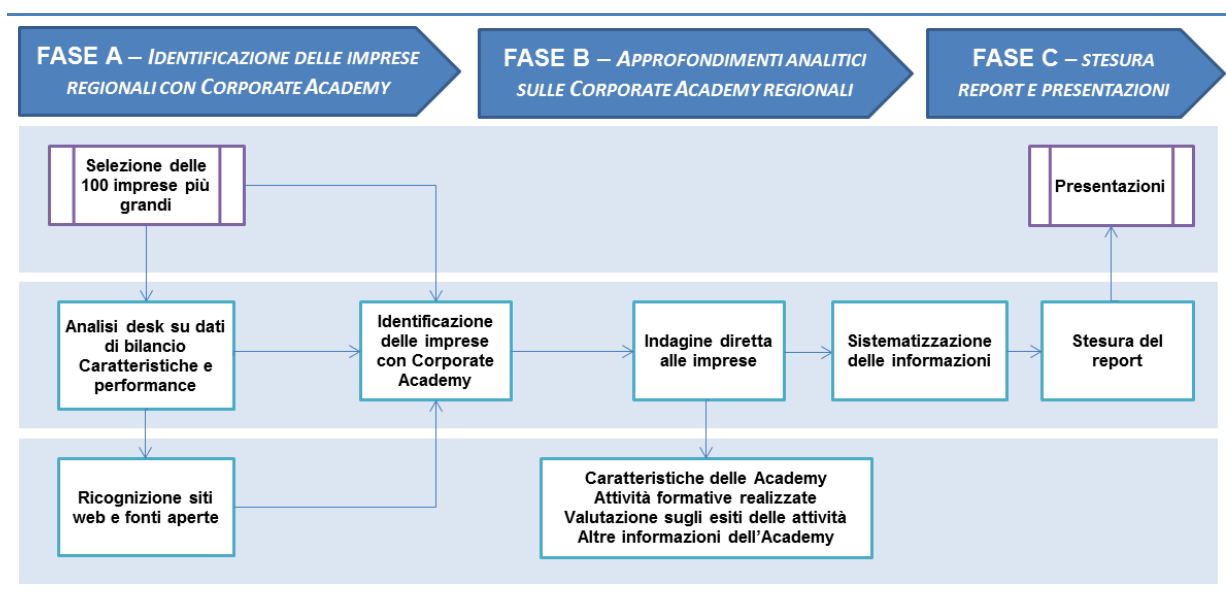 FASE A – IDENTIFICAZIONE DELLE IMPRESE
REGIONALI CON CORPORATE ACADEMY
FASE B – APPROFONDIMENTI ANALITICI
SULLE CORPORATE ACADEMY REGIONALI
FASE C – STESURA
REPORT E PRESENTAZIONI
Selezione delle
100 imprese più
grandi
Presentazioni
Analisi desk su dati
di bilancio
Caratteristiche e
performance
Identificazione
delle imprese
con Corporate
Academy
Indagine diretta
alle imprese
Sistematizzazione
delle informazioni
Stesura del
report
Ricognizione siti
web e fonti aperte
Caratteristiche delle Academy
Attività formative realizzate
Valutazione sugli esiti delle attività
Altre informazioni dell'Academy